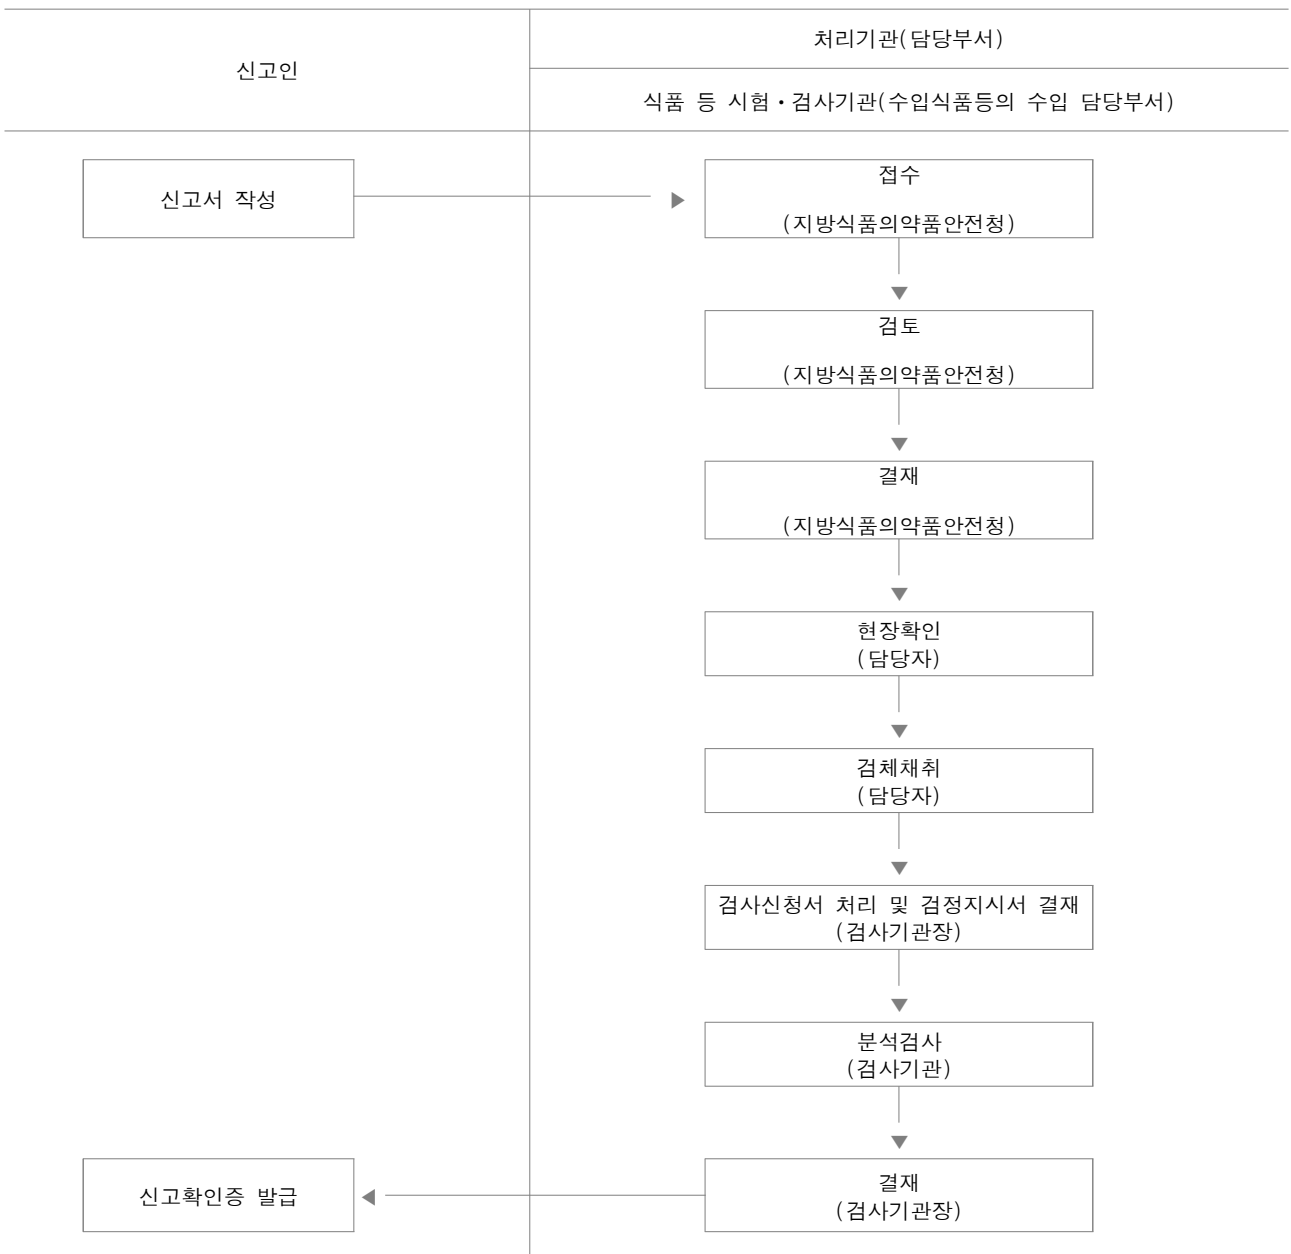 신고인
처리기관(담당부서)
식품 등 시험・검사기관(수입식품등의 수입 담당부서)
신고서 작성
접수
(지방식품의약품안전청)
검토
(지방식품의약품안전청)
결재
(지방식품의약품안전청)
현장확인
(담당자)
검체채취
(담당자)
검사신청서 처리 및 검정지시서 결재
(검사기관장)
분석검사
(검사기관)
결재
(검사기관장)
신고확인증 발급